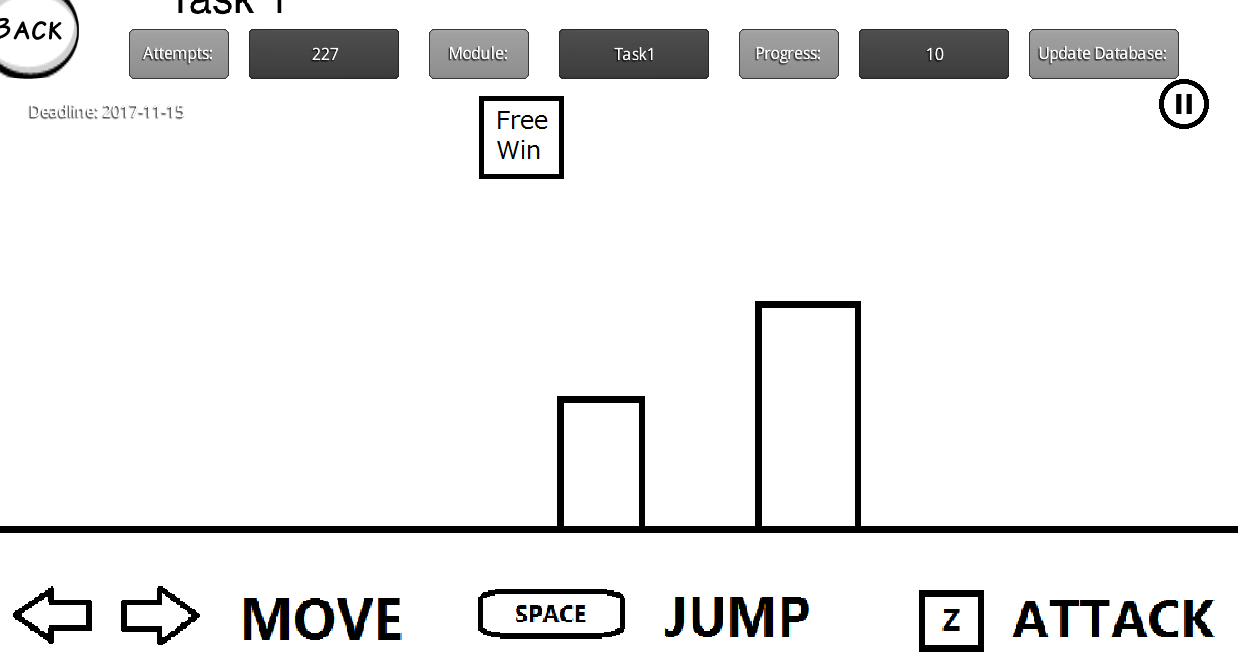 Task 1
BACK
Attempts: 227 Module: Task1 Progress: 10 Update Database:
Deadline: 2017-11-15
Free
Win
MOVE SPACE JUMP Z ATTACK